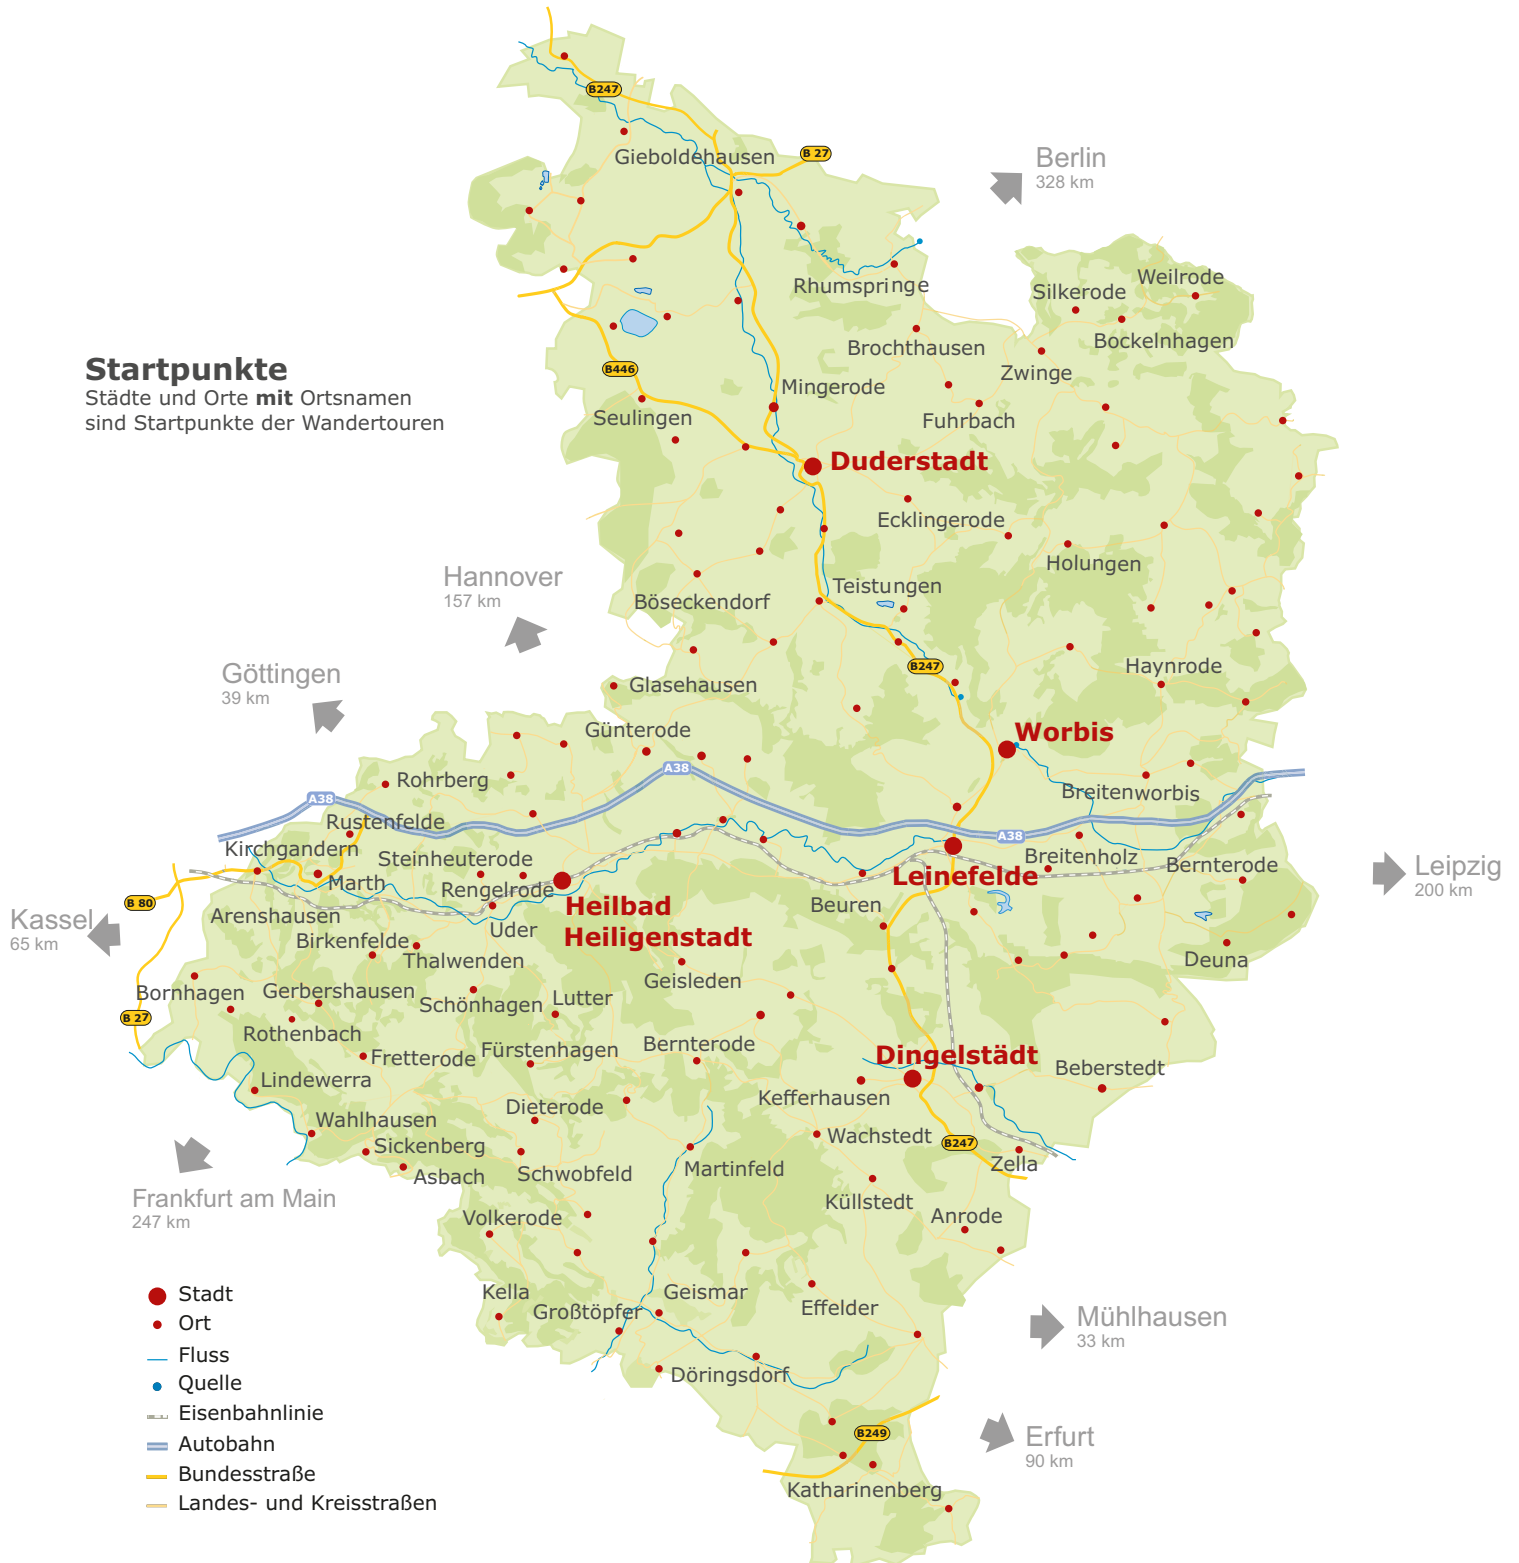 B247
Gieboldehausen
B 27
Berlin
328 km
Rhumspringe
Weilrode
Silkerode
Bockelnhagen
Brochthausen
Zwinge
Startpunkte
Städte und Orte mit Ortsnamen
sind Startpunkte der Wandertouren
B446
Mingerode
Seulingen
Fuhrbach
Duderstadt
Ecklingerode
Holungen
Hannover
157 km
Teistungen
Böseckendorf
Göttingen
39 km
B247
Haynrode
Glasehausen
Günterode
Worbis
A38
Rohrberg
A38
Breitenworbis
Rustenfelde
A38
Kirchgandern
Steinheuterode
Breitenholz
Bernterode
Leipzig
200 km
Marth
Rengelrode
Leinefelde
B 80
Kassel
65 km
Arenshausen
Heilbad
Heiligenstadt
Beuren
Uder
Birkenfelde
Thalwenden
Deuna
Geisleden
Bornhagen
Gerbershausen
Schönhagen
Lutter
B 27
Rothenbach
Fretterode
Fürstenhagen
Bernterode
Dingelstädt
Beberstedt
Lindewerra
Kefferhausen
Dieterode
Wahlhausen
Wachstedt
B247
Sickenberg
Zella
Asbach
Schwobfeld
Martinfeld
Frankfurt am Main
247 km
Küllstedt
Volkerode
Anrode
Kella
Geismar
Großtöpfer
Effelder
Mühlhausen
33 km
Döringsdorf
B249
Erfurt
90 km
Katharinenberg
Stadt
Ort
Fluss
Quelle
Eisenbahnlinie
Autobahn
Bundesstraße
Landes- und Kreisstraßen